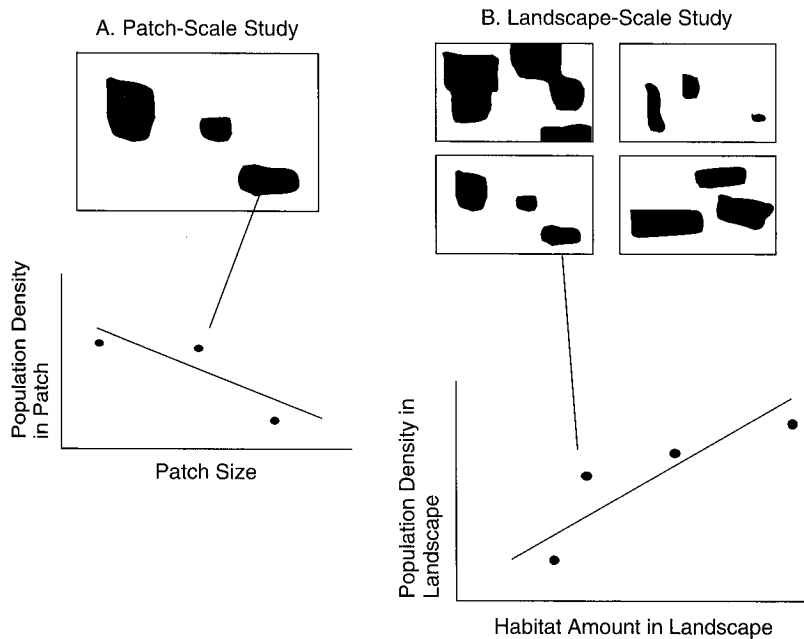 A. Patch-Scale Study
Population Density
in Patch
Patch Size
B. Landscape-Scale Study
Population Density in
Landscape
Habitat Amount in Landscape